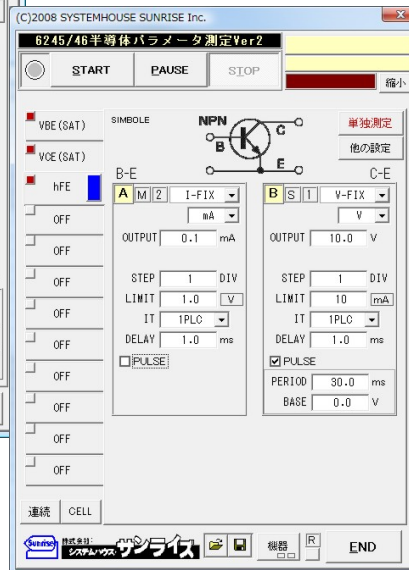 (C)2008 SYSTEMHOUSE SUNRISE Inc.
6245/46半導体パラメータ測定Ver2
START PAUSE STOP
縮小
VBE(SAT)
VCE(SAT)
hFE
OFF
OFF
OFF
OFF
OFF
OFF
OFF
OFF
OFF
連続 CELL
SIMBOLE NPN
B C E
単独測定
他の設定
B-E
A M 2 I-FIX
mA
OUTPUT 0.1 mA
STEP 1 DIV
LIMIT 1.0 V
IT 1PLC
DELAY 1.0 ms
PULSE
C-E
B S 1 V-FIX
V
OUTPUT 10.0 V
STEP 1 DIV
LIMIT 10 mA
IT 1PLC
DELAY 1.0 ms
PULSE
PERIOD 30.0 ms
BASE 0.0 V
Sunrise 株式会社 システムハウス サンライズ
機器 R END